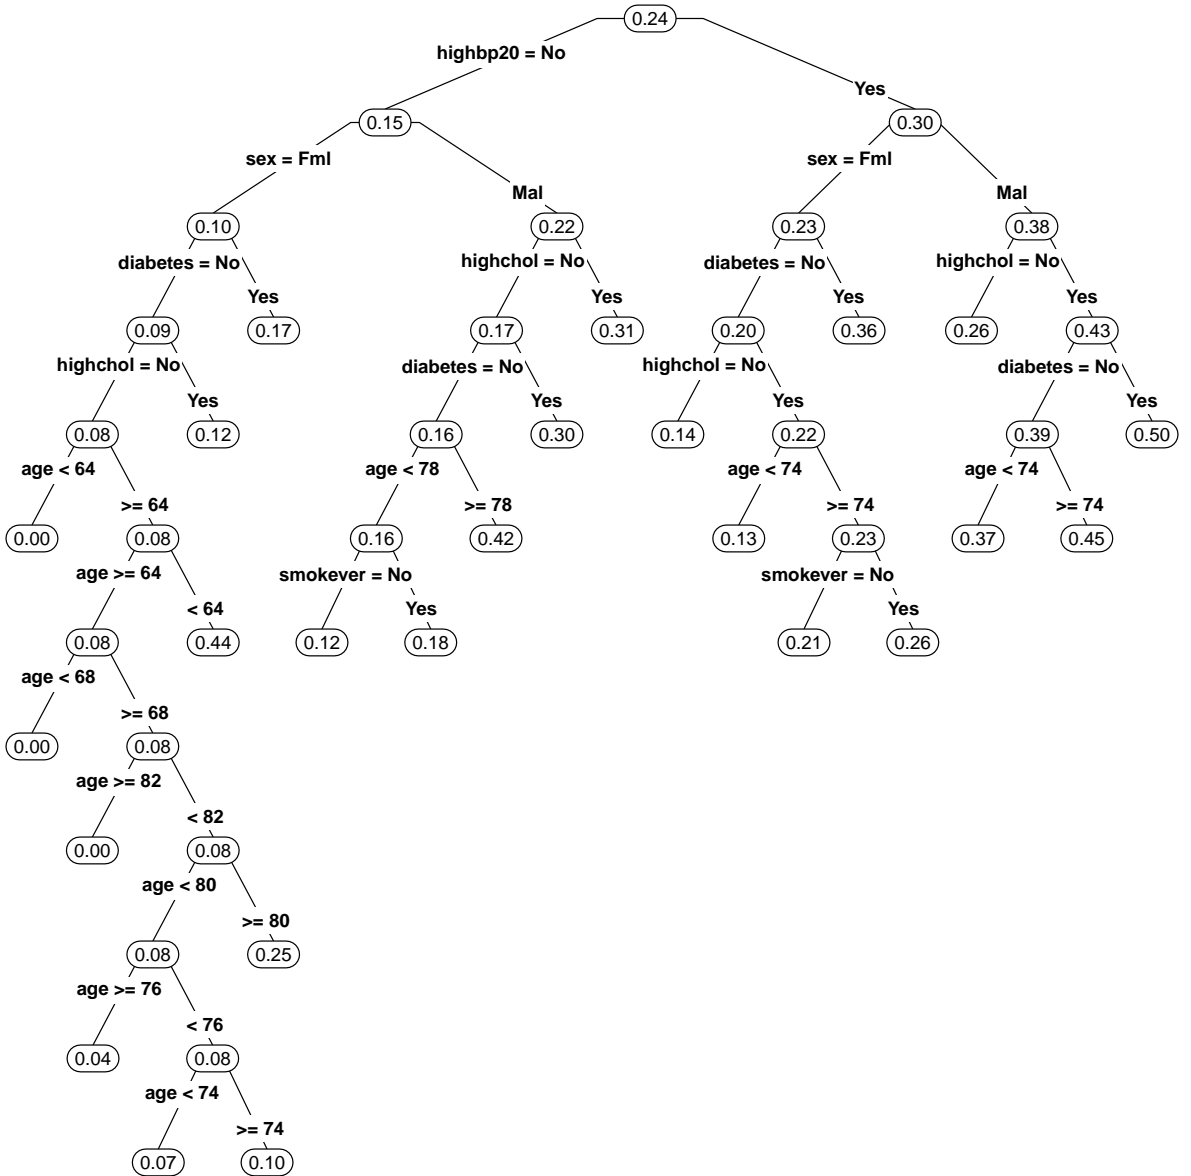 0.24
highbp20 = No
Yes
0.15
0.30
sex = Fml
sex = Fml
Mal
Mal
0.10
0.22
0.23
0.38
diabetes = No
highchol = No
diabetes = No
highchol = No
Yes
Yes
Yes
Yes
0.09
0.17
0.17
0.31
0.20
0.36
0.26
0.43
highchol = No
diabetes = No
highchol = No
diabetes = No
Yes
Yes
Yes
Yes
0.08
0.12
0.16
0.30
0.14
0.22
0.39
0.50
age < 64
age < 78
age < 74
age < 74
>= 64
>= 78
>= 74
>= 74
0.00
0.08
0.16
0.42
0.13
0.23
0.37
0.45
age >= 64
smokever = No
smokever = No
< 64
Yes
Yes
0.08
0.44
0.12
0.18
0.21
0.26
age < 68
>= 68
0.00
0.08
age >= 82
< 82
0.00
0.08
age < 80
>= 80
0.08
0.25
age >= 76
< 76
0.04
0.08
age < 74
>= 74
0.07
0.10